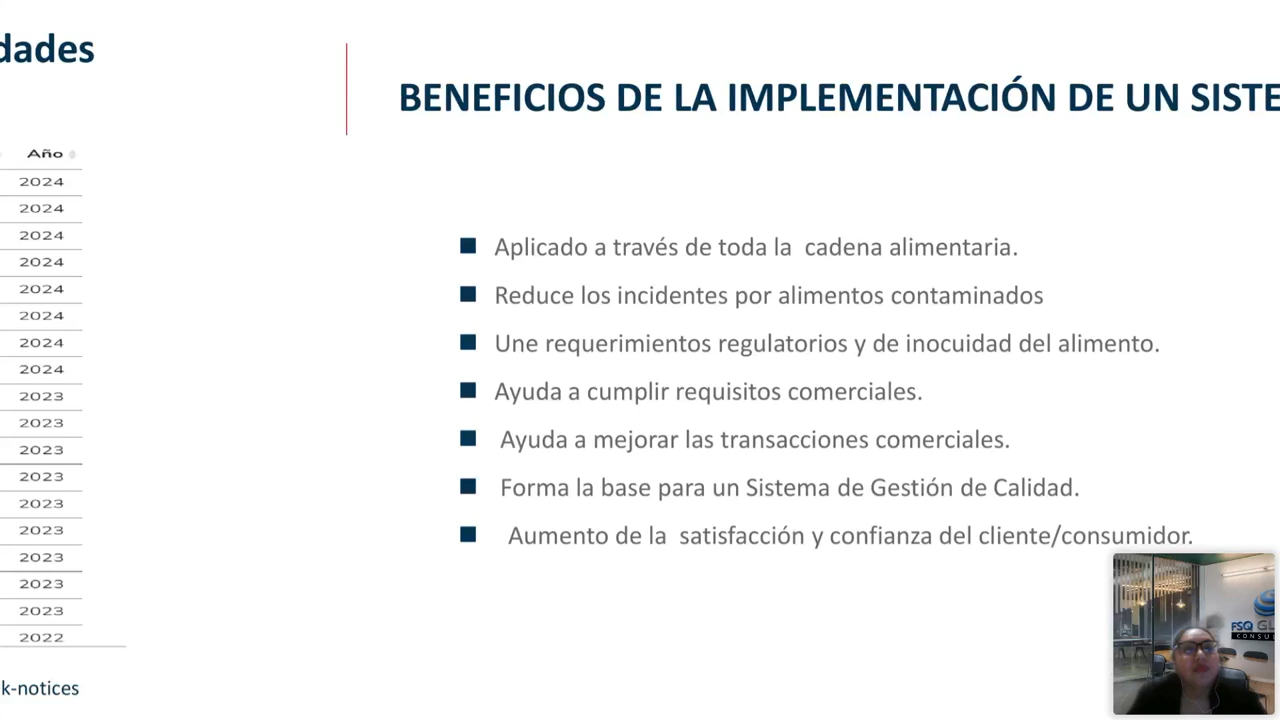 dades
Año
2024
2024
2024
2024
2024
2024
2024
2024
2023
2023
2023
2023
2023
2023
2023
2023
2023
2022
k-notices
BENEFICIOS DE LA IMPLEMENTACIÓN DE UN SISTE
Aplicado a través de toda la cadena alimentaria.
Reduce los incidentes por alimentos contaminados
Une requerimientos regulatorios y de inocuidad del alimento.
Ayuda a cumplir requisitos comerciales.
Ayuda a mejorar las transacciones comerciales.
Forma la base para un Sistema de Gestión de Calidad.
Aumento de la satisfacción y confianza del cliente/consumidor.
FSQ GL
CONSU